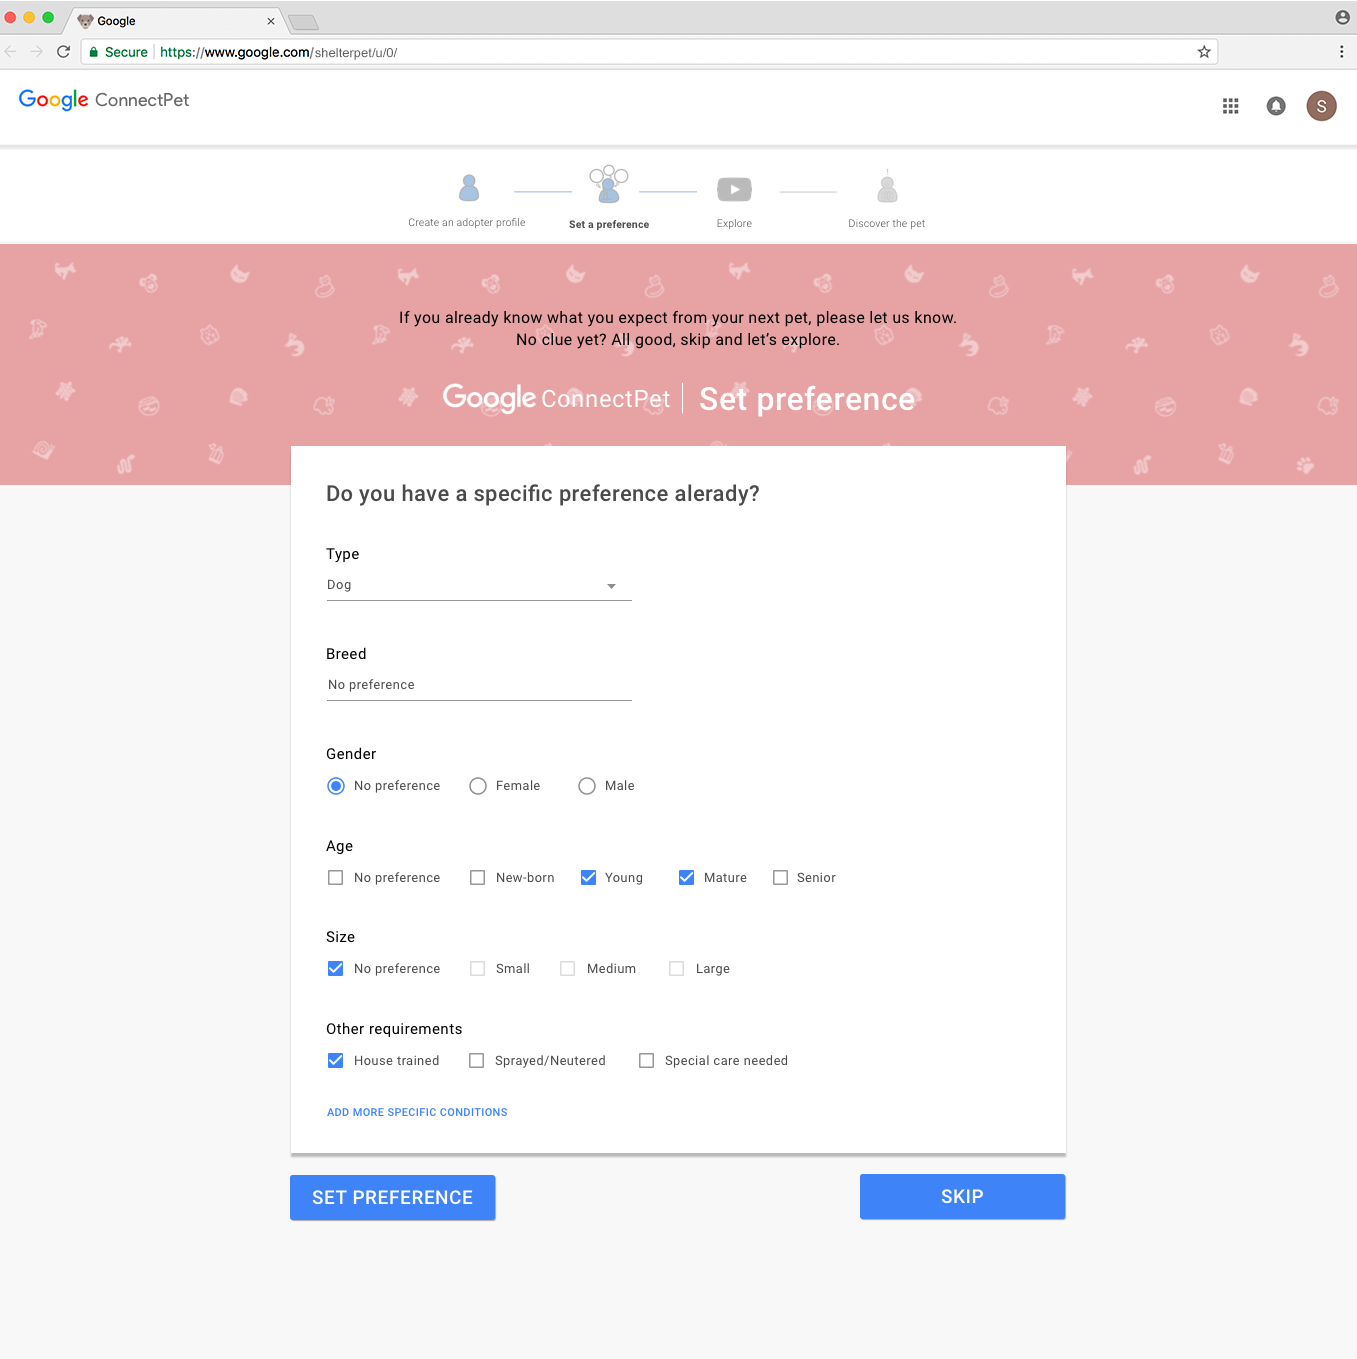 Google
Secure https://www.google.com/shelterpet/u/0/
Google ConnectPet
S
Create an adopter profile
Set a preference
Explore
Discover the pet
If you already know what you expect from your next pet, please let us know.
No clue yet? All good, skip and let's explore.
Google ConnectPet | Set preference
Do you have a specific preference alerady?
Type
Dog
Breed
No preference
Gender
No preference Female Male
Age
No preference New-born Young Mature Senior
Size
No preference Small Medium Large
Other requirements
House trained Sprayed/Neutered Special care needed
ADD MORE SPECIFIC CONDITIONS
SET PREFERENCE
SKIP